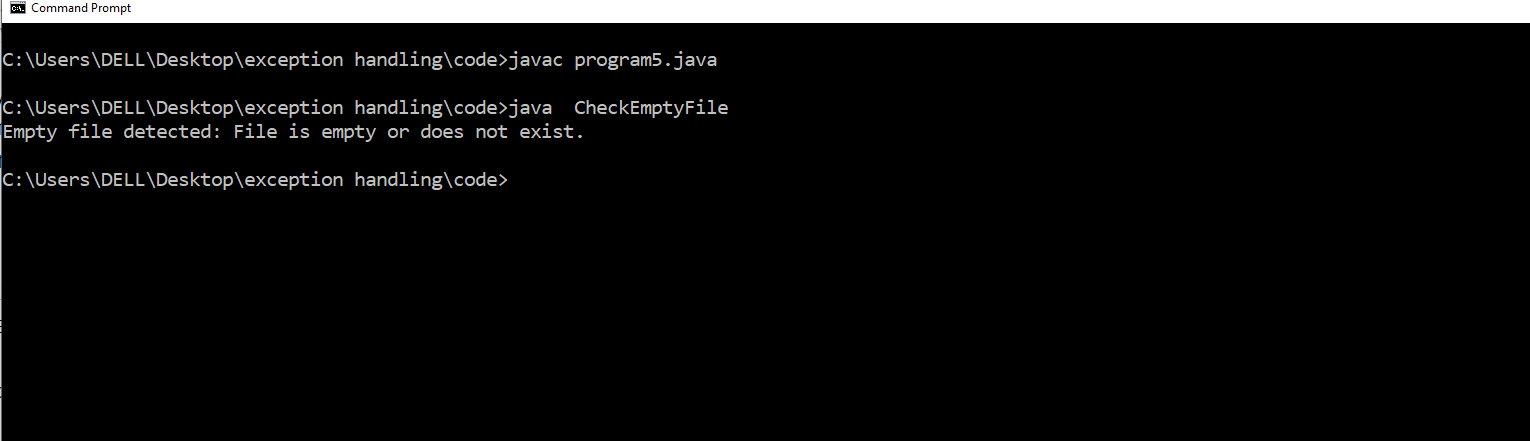 Command Prompt
C:\Users\DELL\Desktop\exception handling\code>javac program5.java
C:\Users\DELL\Desktop\exception handling\code>java  CheckEmptyFile
Empty file detected: File is empty or does not exist.
C:\Users\DELL\Desktop\exception handling\code>